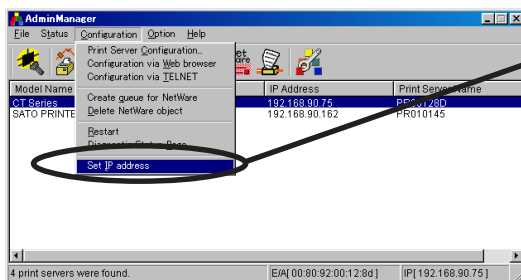 AdminManager
File Status Configuration Option Help
Print Server Configuration..
Configuration via Web browser
Configuration via TELNET
Create queue for NetWare
Delete NetWare object
Restart
Diagnostic Status Page
Set IP address
Model Name IP Address Print Server Name
CT Series 192.168.90.75
SATO PRINTE 192.168.90.162 PR010145
4 print servers were found. E/A[ 00:80:92:00:12:8d ] IP[ 192.168.90.75 ]